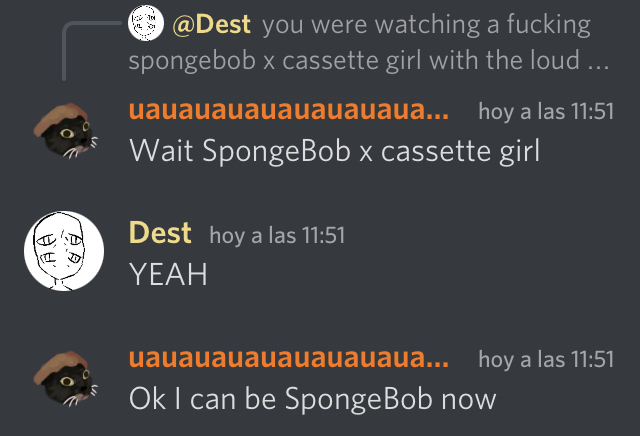 @Dest you were watching a fucking
spongebob x cassette girl with the loud ...
uauauauauauauauaua... hoy a las 11:51
Wait SpongeBob x cassette girl
Dest hoy a las 11:51
YEAH
uauauauauauauauaua... hoy a las 11:51
Ok I can be SpongeBob now